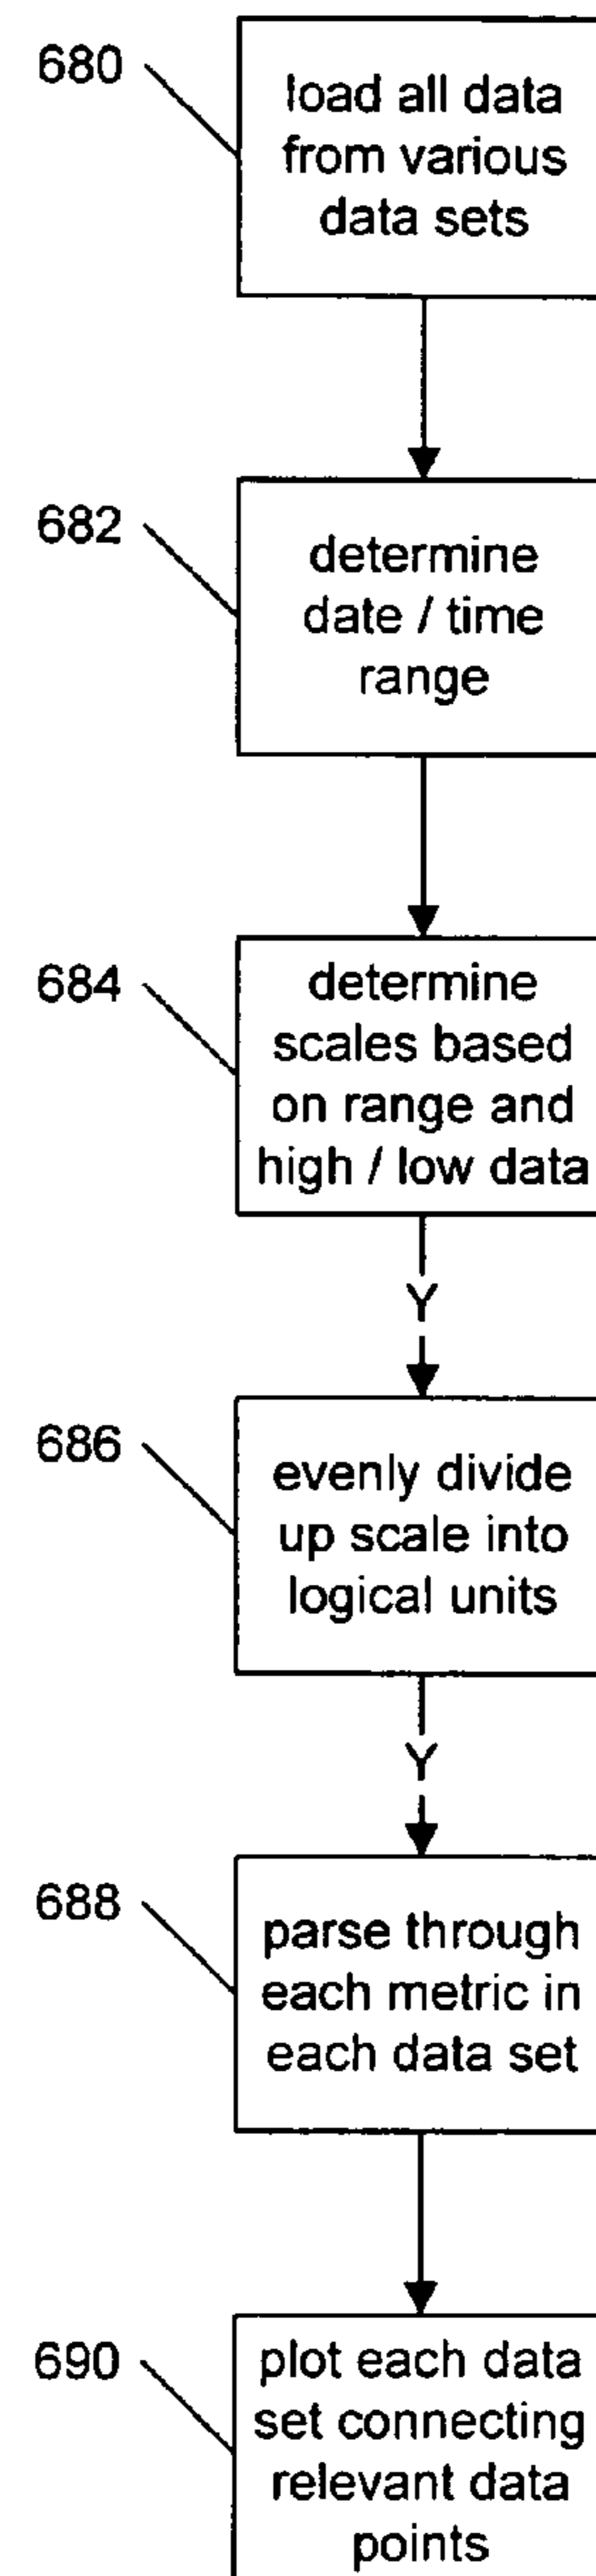 680
load all data
from various
data sets
682
determine
date / time
range
684
determine
scales based
on range and
high / low data
Y
686
evenly divide
up scale into
logical units
Y
688
parse through
each metric in
each data set
690
plot each data
set connecting
relevant data
points